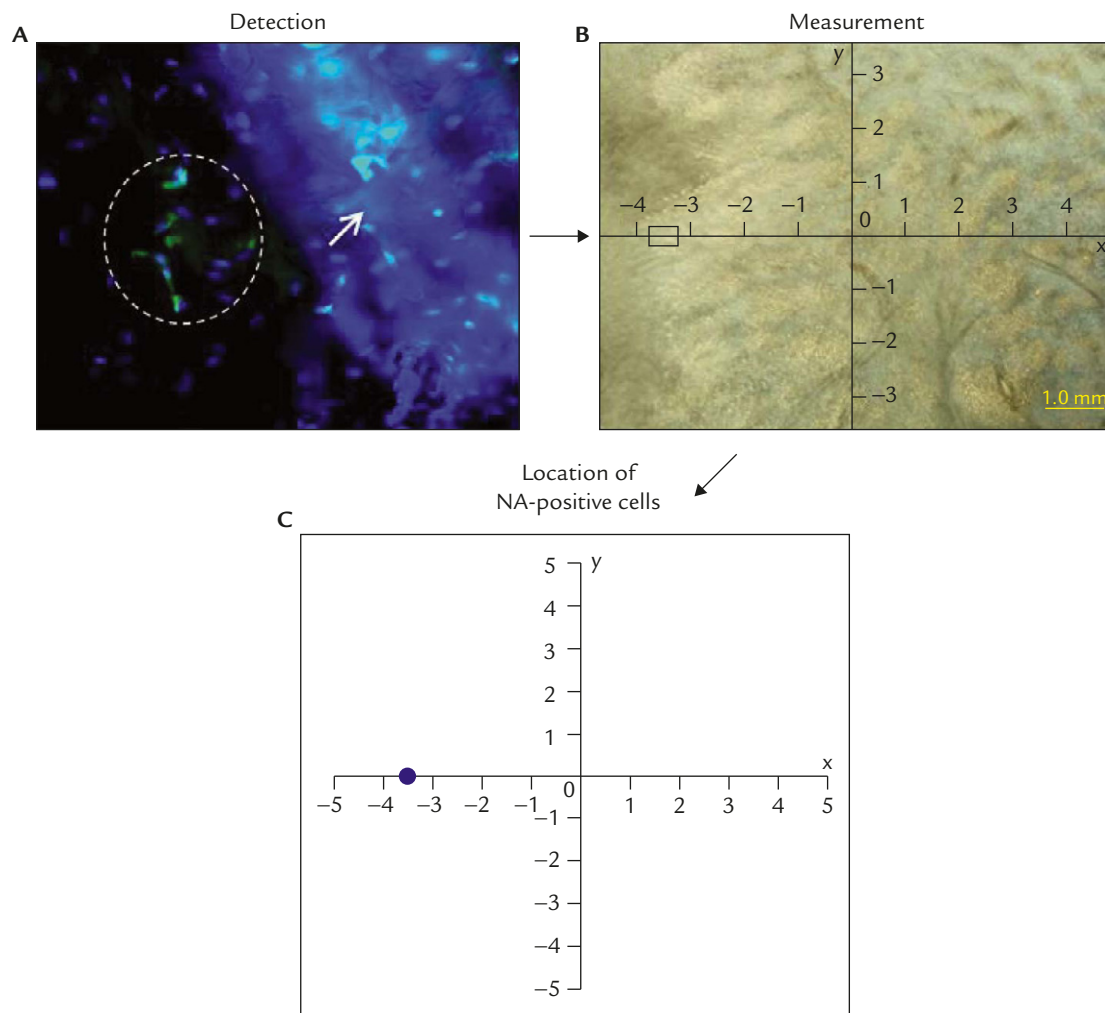 Detection
Measurement
A
B
y
3
2
1
−4 −3 −2 −1 0 1 2 3 4
x
−1
−2
−3
1.0 mm
Location of
NA-positive cells
C
5 y
4
3
2
1
x
−5 −4 −3 −2 −1 0 1 2 3 4 5
−1
−2
−3
−4
−5